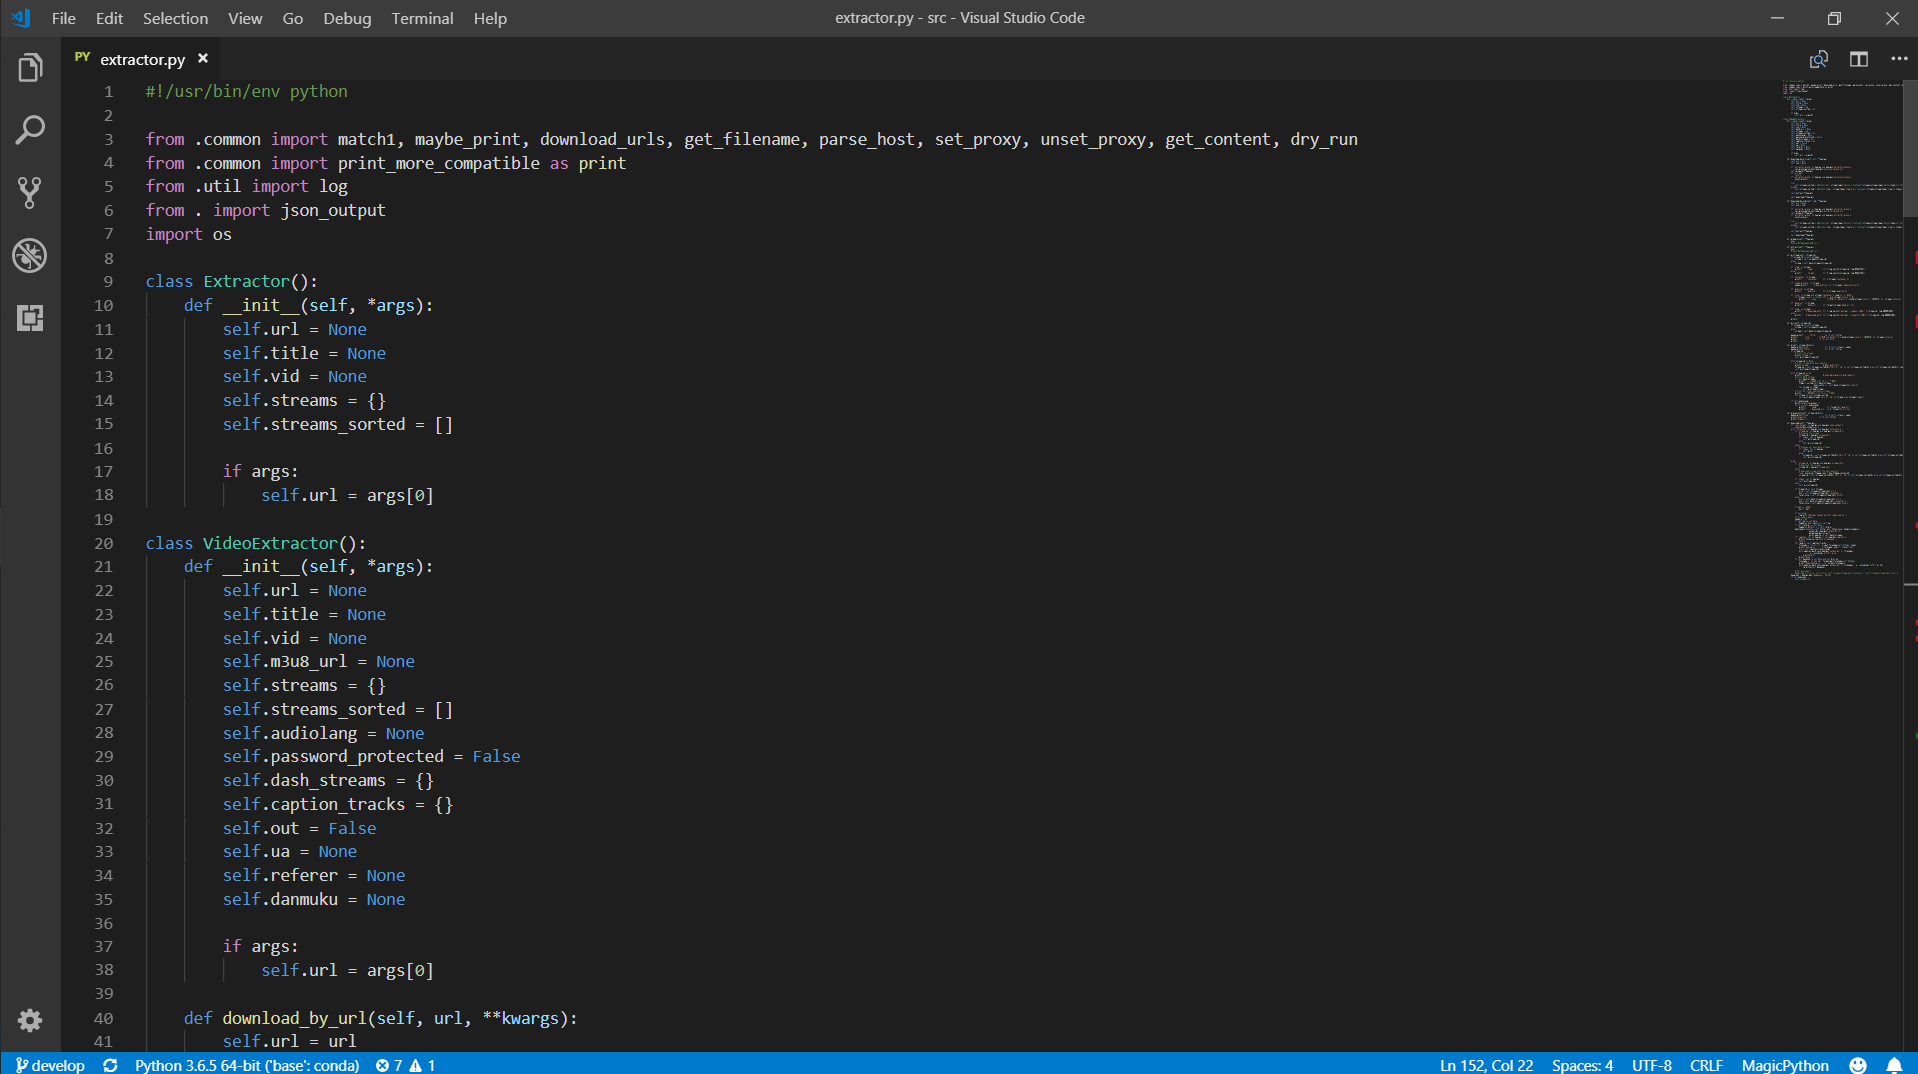 File Edit Selection View Go Debug Terminal Help
extractor.py - src - Visual Studio Code
PY extractor.py ×
1 #!/usr/bin/env python
2
3 from .common import match1, maybe_print, download_urls, get_filename, parse_host, set_proxy, unset_proxy, get_content, dry_run
4 from .common import print_more_compatible as print
5 from .util import log
6 from . import json_output
7 import os
8
9 class Extractor():
10     def __init__(self, *args):
11         self.url = None
12         self.title = None
13         self.vid = None
14         self.streams = {}
15         self.streams_sorted = []
16
17         if args:
18             self.url = args[0]
19
20 class VideoExtractor():
21     def __init__(self, *args):
22         self.url = None
23         self.title = None
24         self.vid = None
25         self.m3u8_url = None
26         self.streams = {}
27         self.streams_sorted = []
28         self.audiolang = None
29         self.password_protected = False
30         self.dash_streams = {}
31         self.caption_tracks = {}
32         self.out = False
33         self.ua = None
34         self.referer = None
35         self.danmuku = None
36
37         if args:
38             self.url = args[0]
39
40     def download_by_url(self, url, **kwargs):
41         self.url = url
develop Python 3.6.5 64-bit ('base': conda) 7 1 Ln 152, Col 22 Spaces: 4 UTF-8 CRLF MagicPython